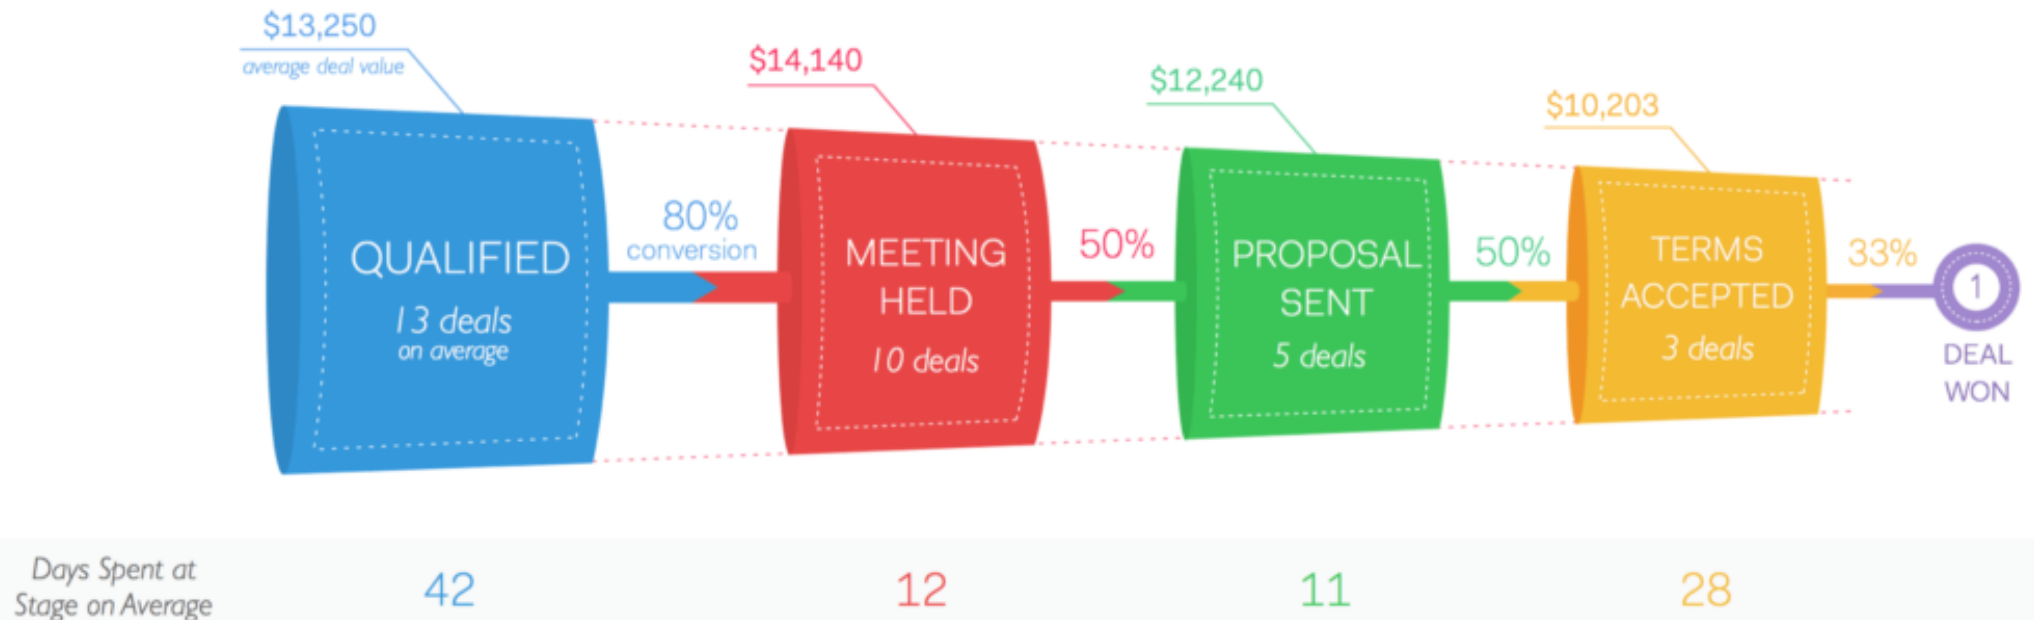 $13,250
average deal value
$14,140
$12,240
$10,203
QUALIFIED
13 deals
on average
80%
conversion
MEETING
HELD
10 deals
50%
PROPOSAL
SENT
5 deals
50%
TERMS
ACCEPTED
3 deals
33%
1
DEAL
WON
Days Spent at
Stage on Average
42
12
11
28